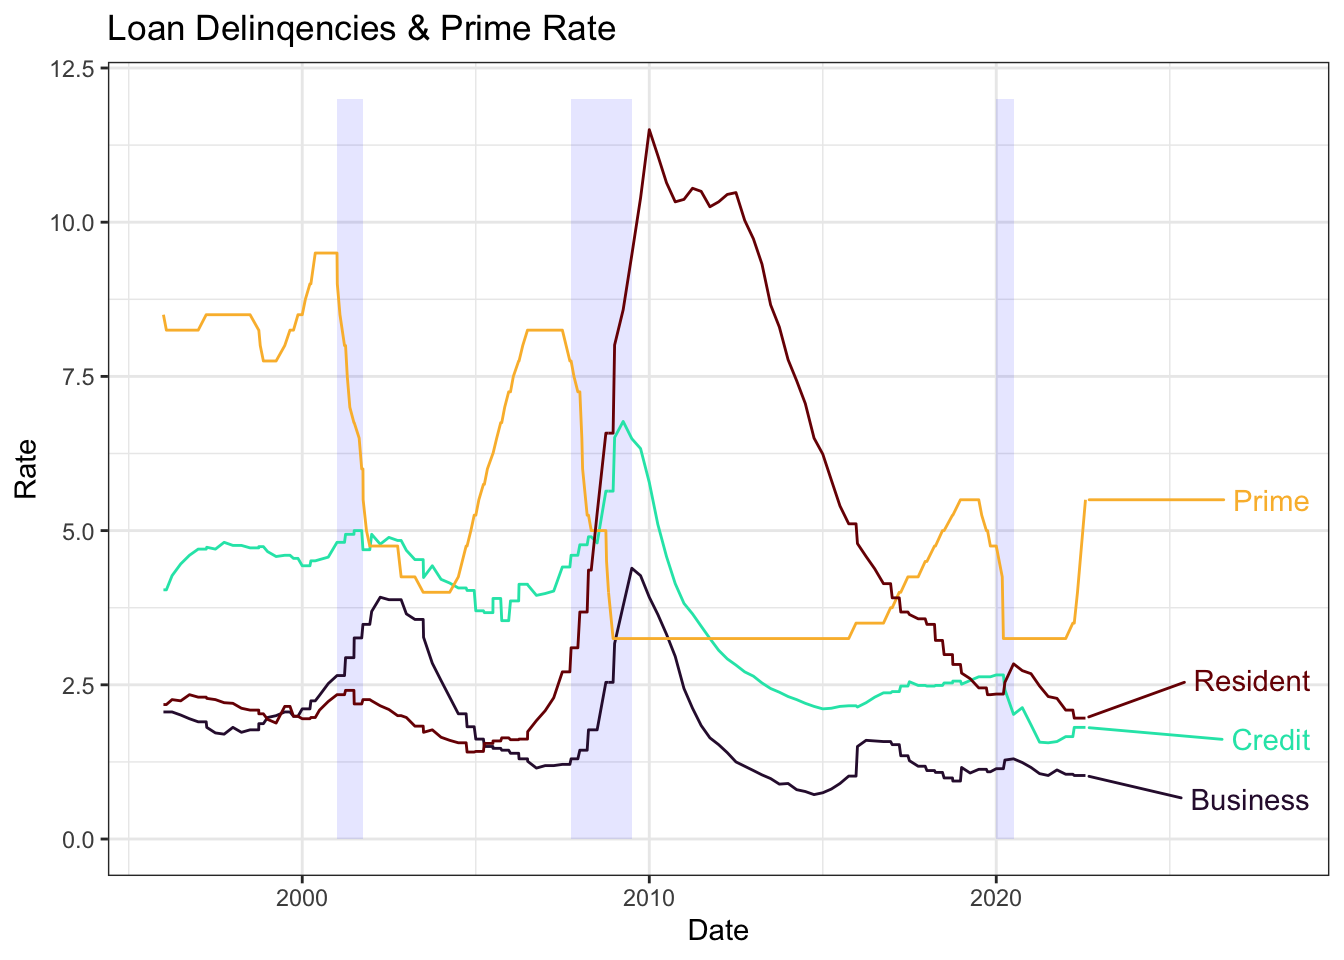 Loan Delinqencies & Prime Rate
12.5
10.0
7.5
5.0
2.5
0.0
Rate
Prime
Resident
Credit
Business
2000
2010
2020
Date